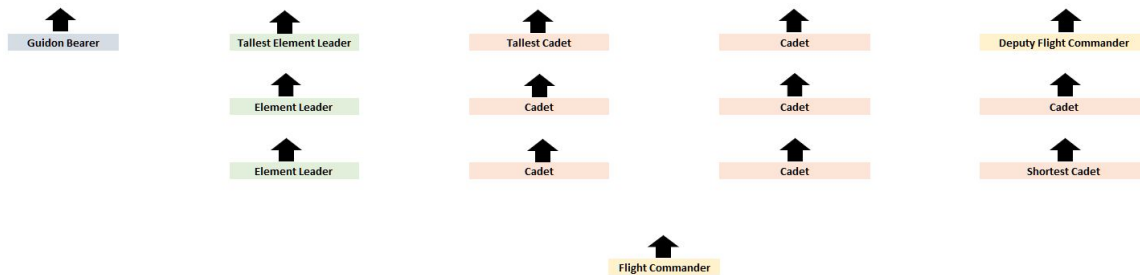 Guidon Bearer
Tallest Element Leader
Tallest Cadet
Cadet
Deputy Flight Commander
Element Leader
Cadet
Cadet
Cadet
Element Leader
Cadet
Cadet
Shortest Cadet
Flight Commander